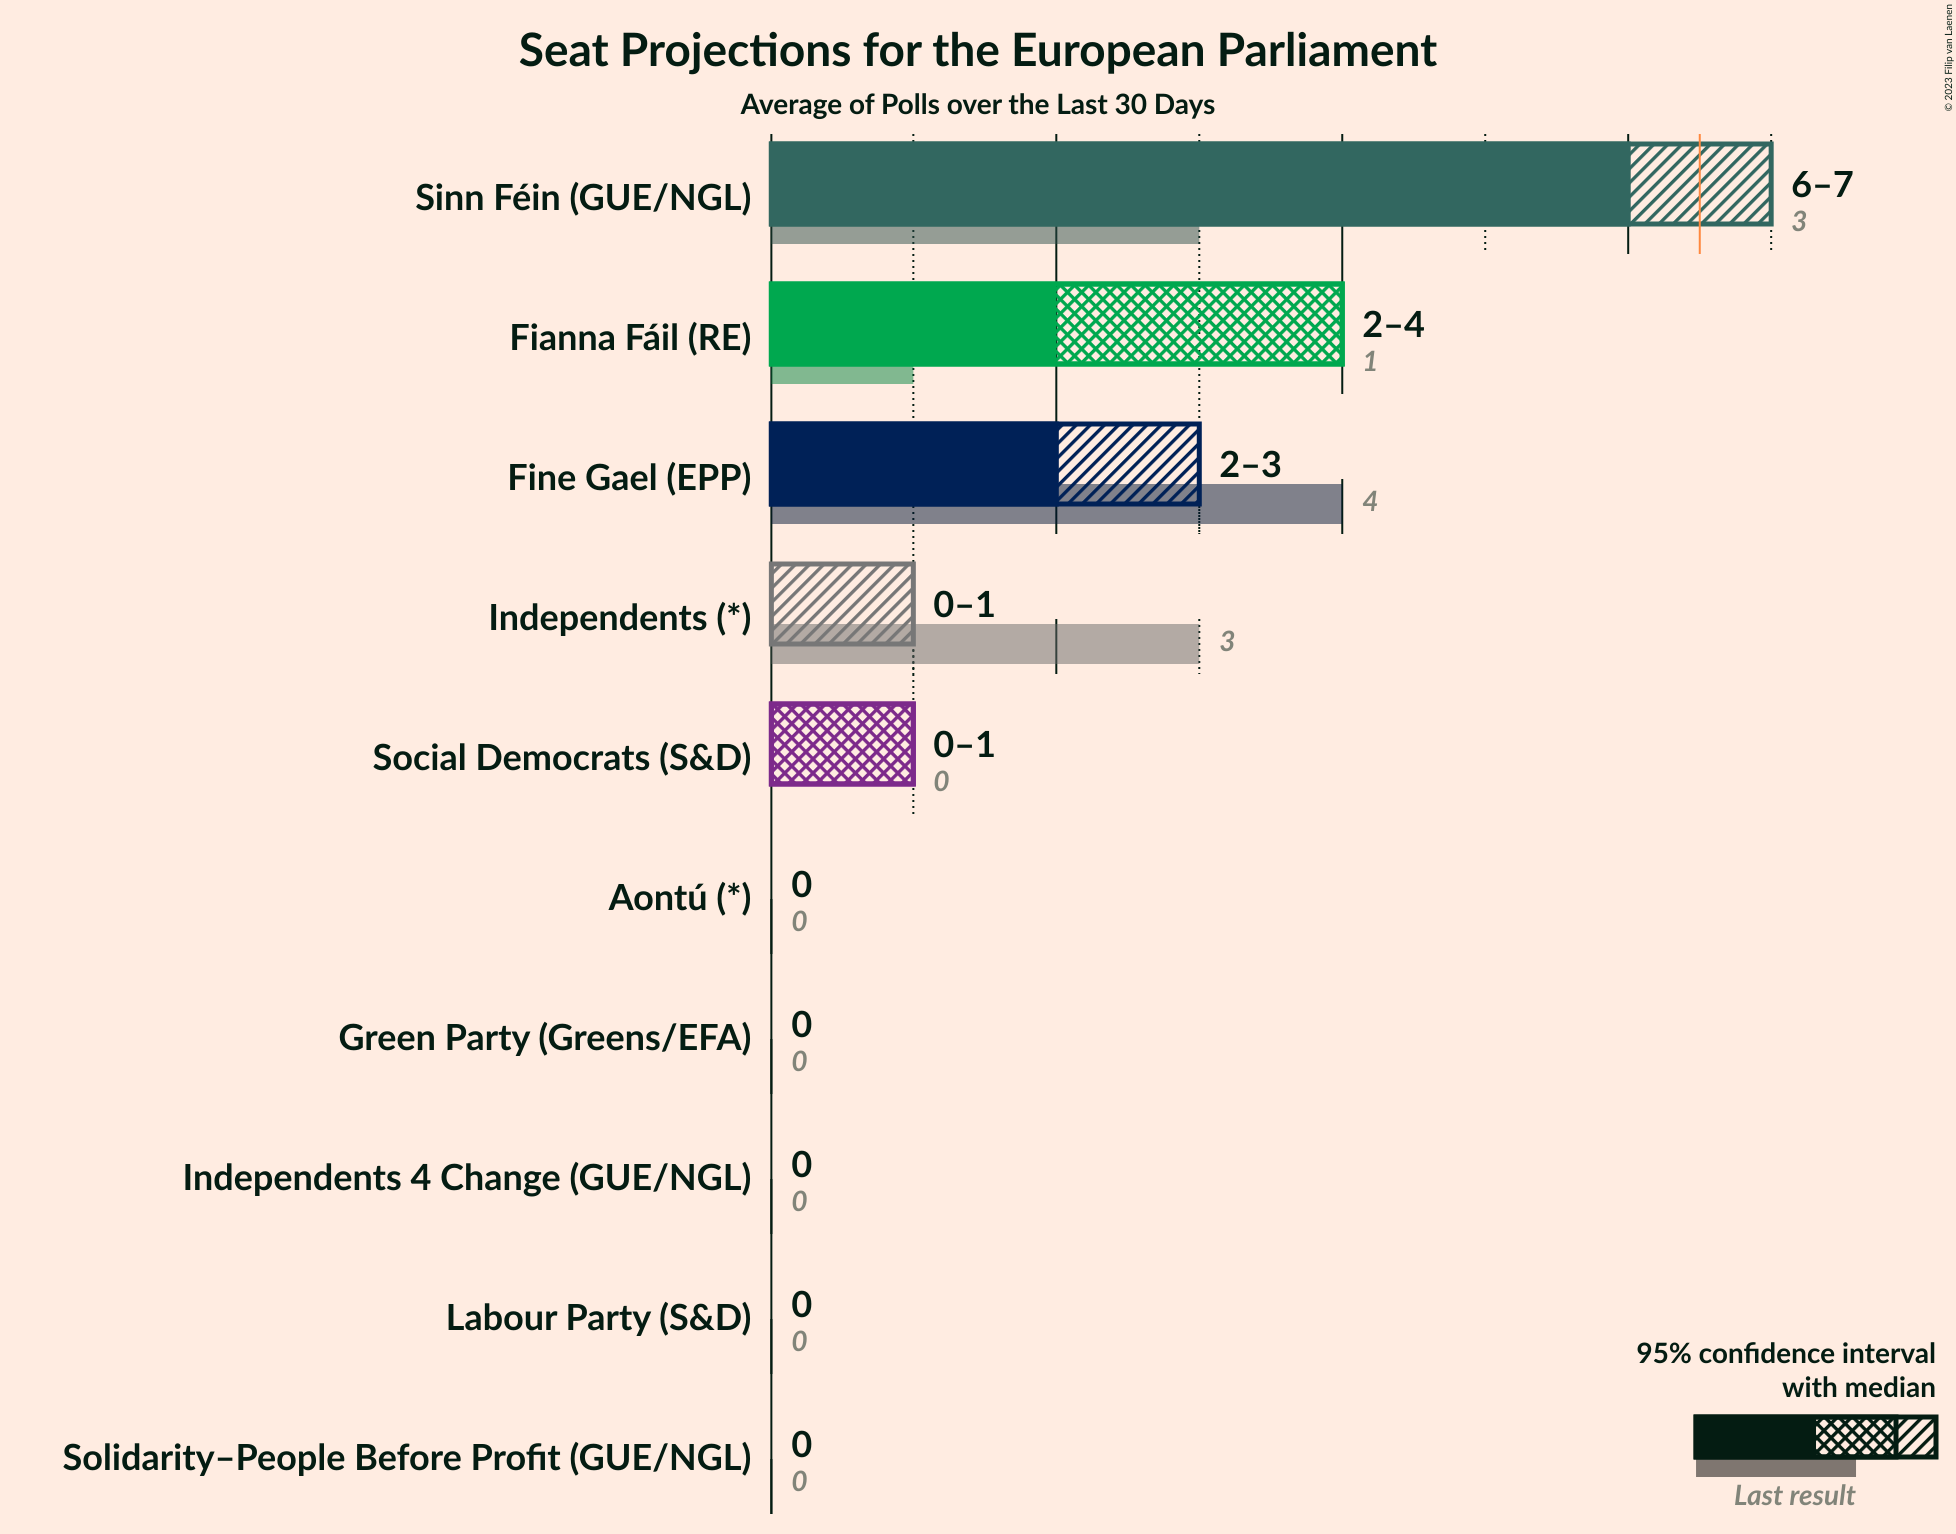 Seat Projections for the European Parliament
Average of Polls over the Last 30 Days
© 2023 Filip van Laenen
Sinn Féin (GUE/NGL)
6–7
3
Fianna Fáil (RE)
2–4
1
Fine Gael (EPP)
2–3
4
Independents (*)
0–1
3
Social Democrats (S&D)
0–1
0
Aontú (*)
0
0
Green Party (Greens/EFA)
0
0
Independents 4 Change (GUE/NGL)
0
0
Labour Party (S&D)
0
0
Solidarity–People Before Profit (GUE/NGL)
0
0
95% confidence interval
with median
Last result